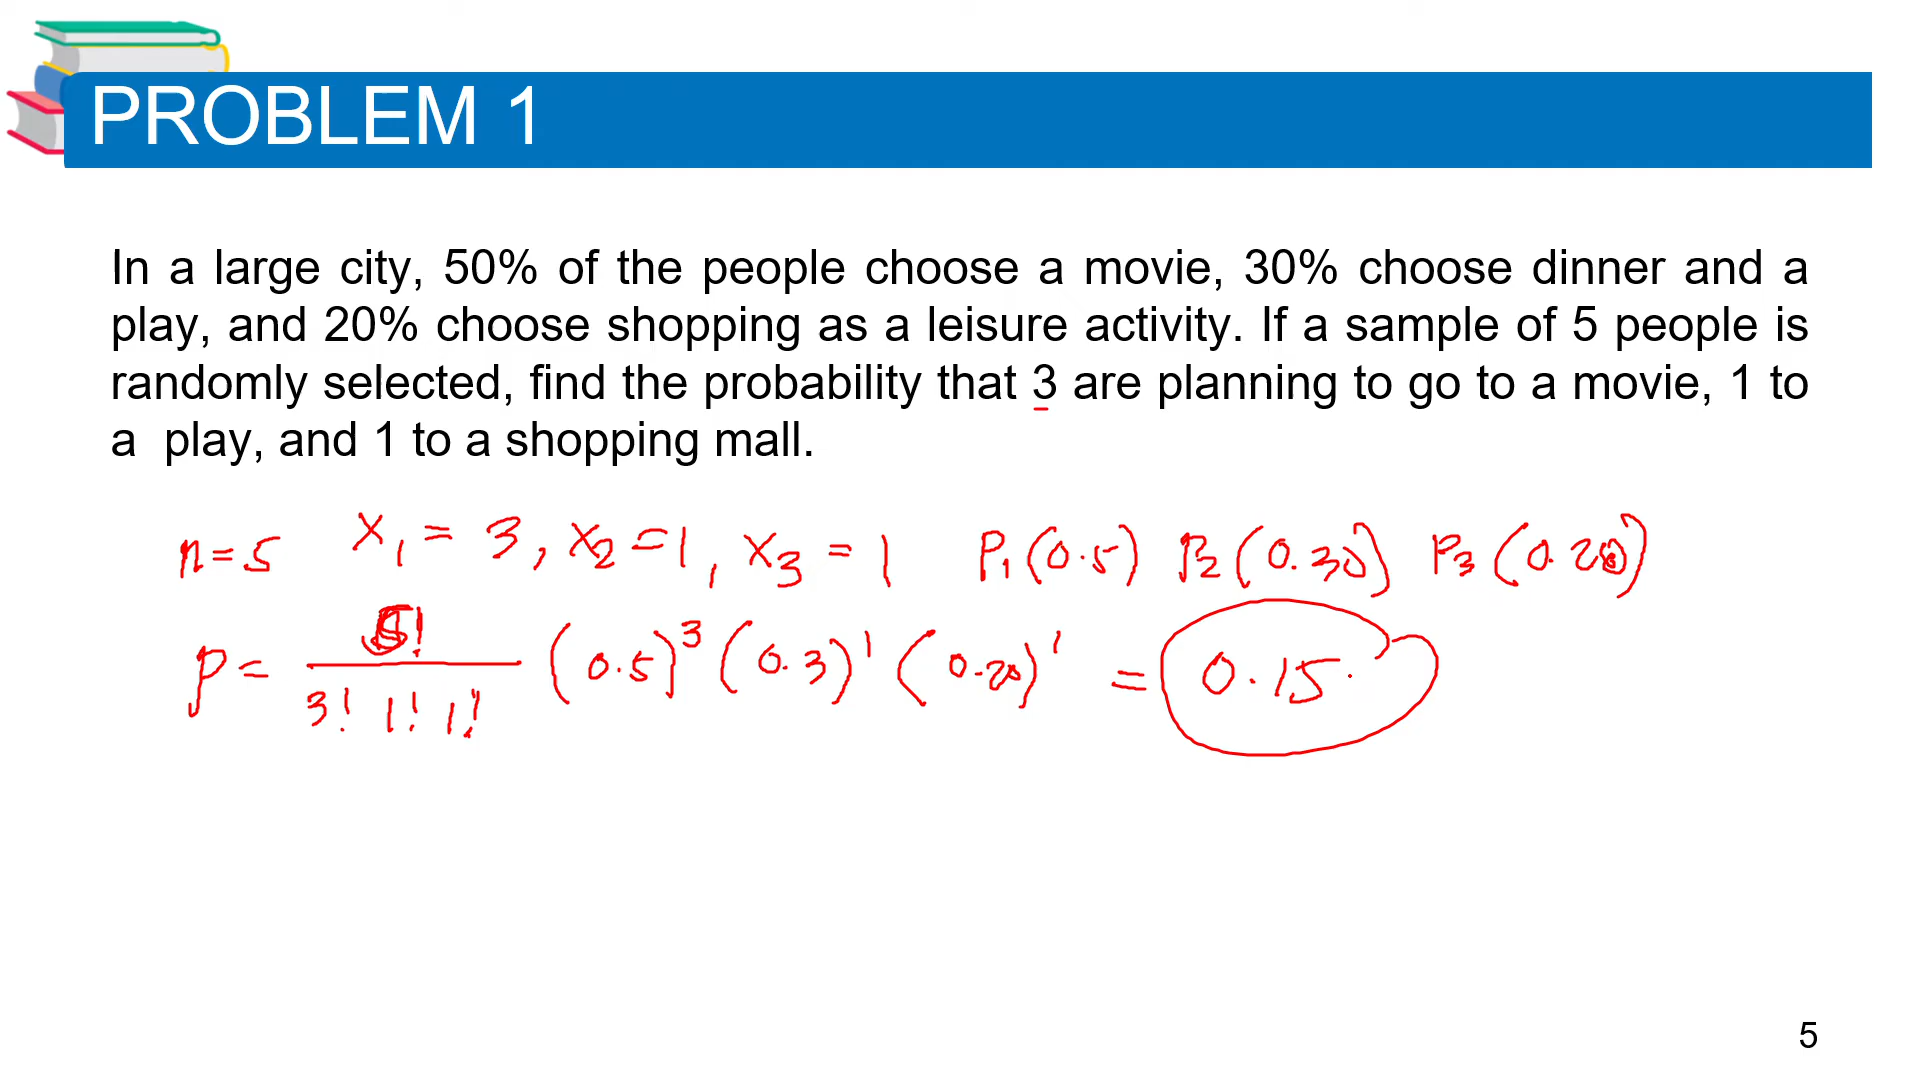 PROBLEM 1
In a large city, 50% of the people choose a movie, 30% choose dinner and a
play, and 20% choose shopping as a leisure activity. If a sample of 5 people is
randomly selected, find the probability that 3 are planning to go to a movie, 1 to
a play, and 1 to a shopping mall.
n=5 x₁ = 3, x₂ = 1, x₃ = 1 P₁(0.5) P₂(0.30) P₃(0.20)
P = 5!/(3! 1! 1!) (0.5)³ (0.3)¹ (0.20)¹ = 0.15
5